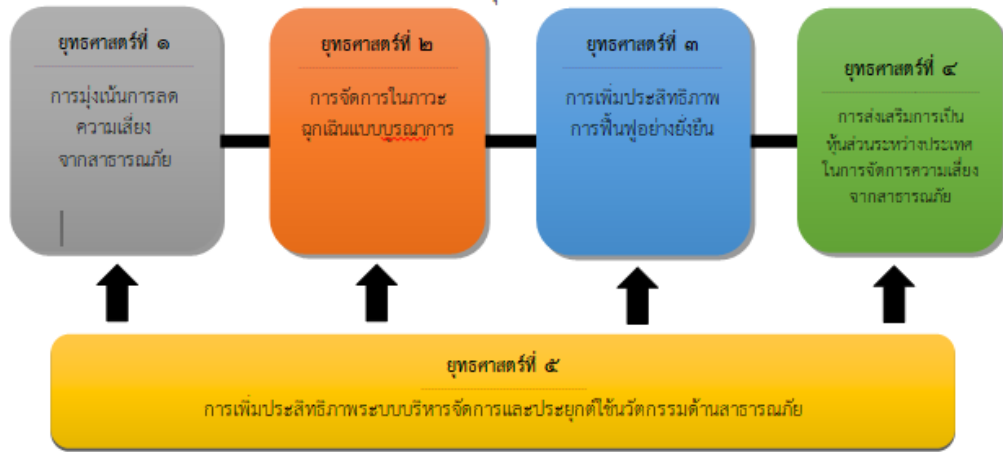 ยุทธศาสตร์ที่ ๑
การมุ่งเน้นการลด
ความเสี่ยง
จากสาธารณภัย
ยุทธศาสตร์ที่ ๒
การจัดการในภาวะ
ฉุกเฉินแบบบูรณาการ
ยุทธศาสตร์ที่ ๓
การเพิ่มประสิทธิภาพ
การฟื้นฟูอย่างยั่งยืน
ยุทธศาสตร์ที่ ๔
การส่งเสริมการเป็น
หุ้นส่วนระหว่างประเทศ
ในการจัดการความเสี่ยง
จากสาธารณภัย
ยุทธศาสตร์ที่ ๕
การเพิ่มประสิทธิภาพระบบบริหารจัดการและประยุกต์ใช้นวัตกรรมด้านสาธารณภัย